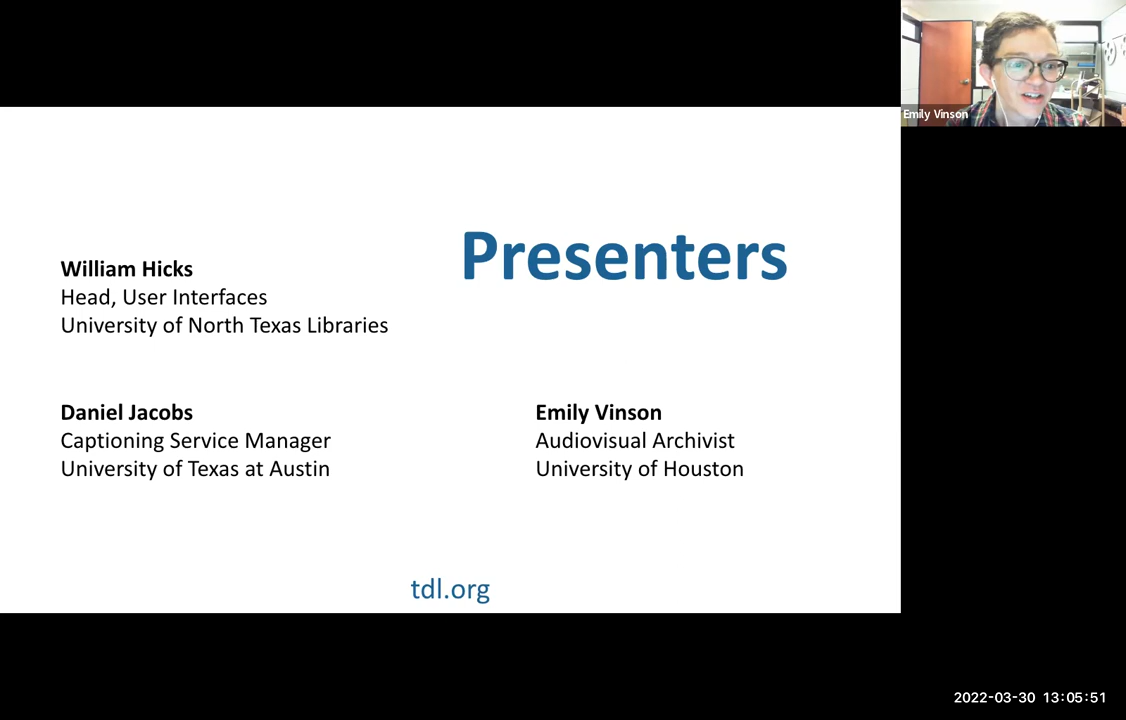 Emily Vinson
Presenters
William Hicks
Head, User Interfaces
University of North Texas Libraries
Daniel Jacobs
Captioning Service Manager
University of Texas at Austin
Emily Vinson
Audiovisual Archivist
University of Houston
tdl.org
2022-03-30 13:05:51